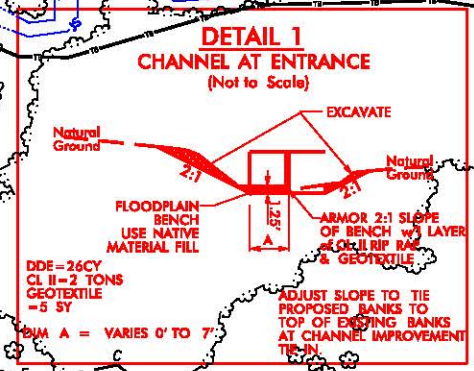 DETAIL 1
CHANNEL AT ENTRANCE
(Not to Scale)
EXCAVATE
Natural
Ground
2:1
Natural
Ground
2:1
FLOODPLAIN
BENCH
USE NATIVE
MATERIAL FILL
1.25'
A
ARMOR 2:1 SLOPE
OF BENCH w/ 1 LAYER
of CL II RIP RAP
& GEOTEXTILE
DDE=26CY
CL II=2 TONS
GEOTEXTILE
=5 SY
DIM A = VARIES 0' TO 7'
ADJUST SLOPE TO TIE
PROPOSED BANKS TO
TOP OF EXISTING BANKS
AT CHANNEL IMPROVEMENT
TIE-IN.
C